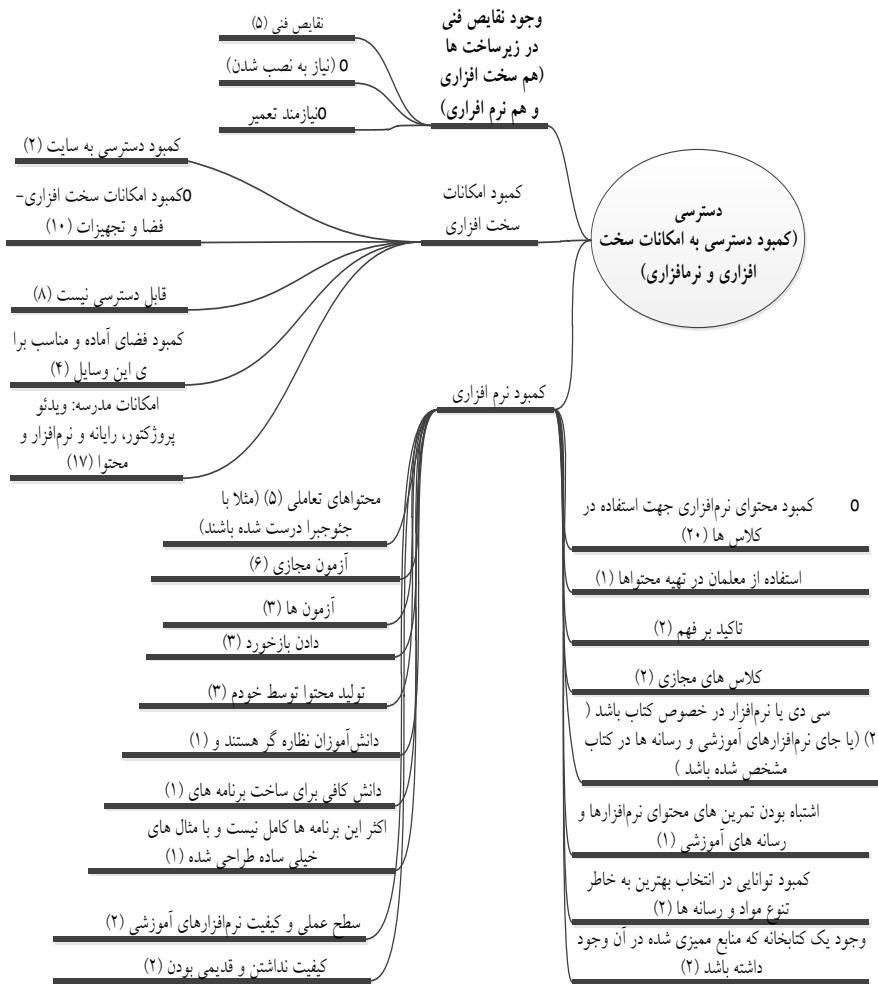 دسترسی
(کمبود دسترسی به امکانات سخت
افزاری و نرمافزاری)
وجود نقایص فنی
در زیرساخت ها
(هم سخت افزاری
و هم نرم افراری)
نقایص فنی (۵)
o (نیاز به نصب شدن)
oنیازمند تعمیر
کمبود امکانات
سخت افزاری
کمبود دسترسی به سایت (۲)
oکمبود امکانات سخت افزاری-
فضا و تجهیزات (۱۰)
قابل دسترسی نیست (۸)
کمبود فضای آماده و مناسب برا
ی این وسایل (۴)
امکانات مدرسه: ویدئو
پروژکتور، رایانه و نرم‌افزار و
محتوا (۱۷)
کمبود نرم افزاری
o کمبود محتوای نرم‌افزاری جهت استفاده در
کلاس ها (۲۰)
استفاده از معلمان در تهیه محتواها (۱)
تاکید بر فهم (۲)
کلاس های مجازی (۲)
سی دی یا نرم‌افزار در خصوص کتاب باشد (
۲) (یا جای نرم‌افزارهای آموزشی و رسانه ها در کتاب
مشخص شده باشد )
اشتباه بودن تمرین های محتوای نرم‌افزارها و
رسانه های آموزشی (۱)
کمبود توانایی در انتخاب بهترین به خاطر
تنوع مواد و رسانه ها (۲)
وجود یک کتابخانه که منابع ممیزی شده در آن وجود
داشته باشد (۲)
محتواهای تعاملی (۵) (مثلا با
جئوجبرا درست شده باشند)
آزمون مجازی (۶)
آزمون ها (۳)
دادن بازخورد (۳)
تولید محتوا توسط خودم (۳)
دانش‌آموزان نظاره گر هستند و (۱)
دانش کافی برای ساخت برنامه های (۱)
اکثر این برنامه ها کامل نیست و با مثال های
خیلی ساده طراحی شده (۱)
سطح عملی و کیفیت نرم‌افزارهای آموزشی (۲)
کیفیت نداشتن و قدیمی بودن (۲)